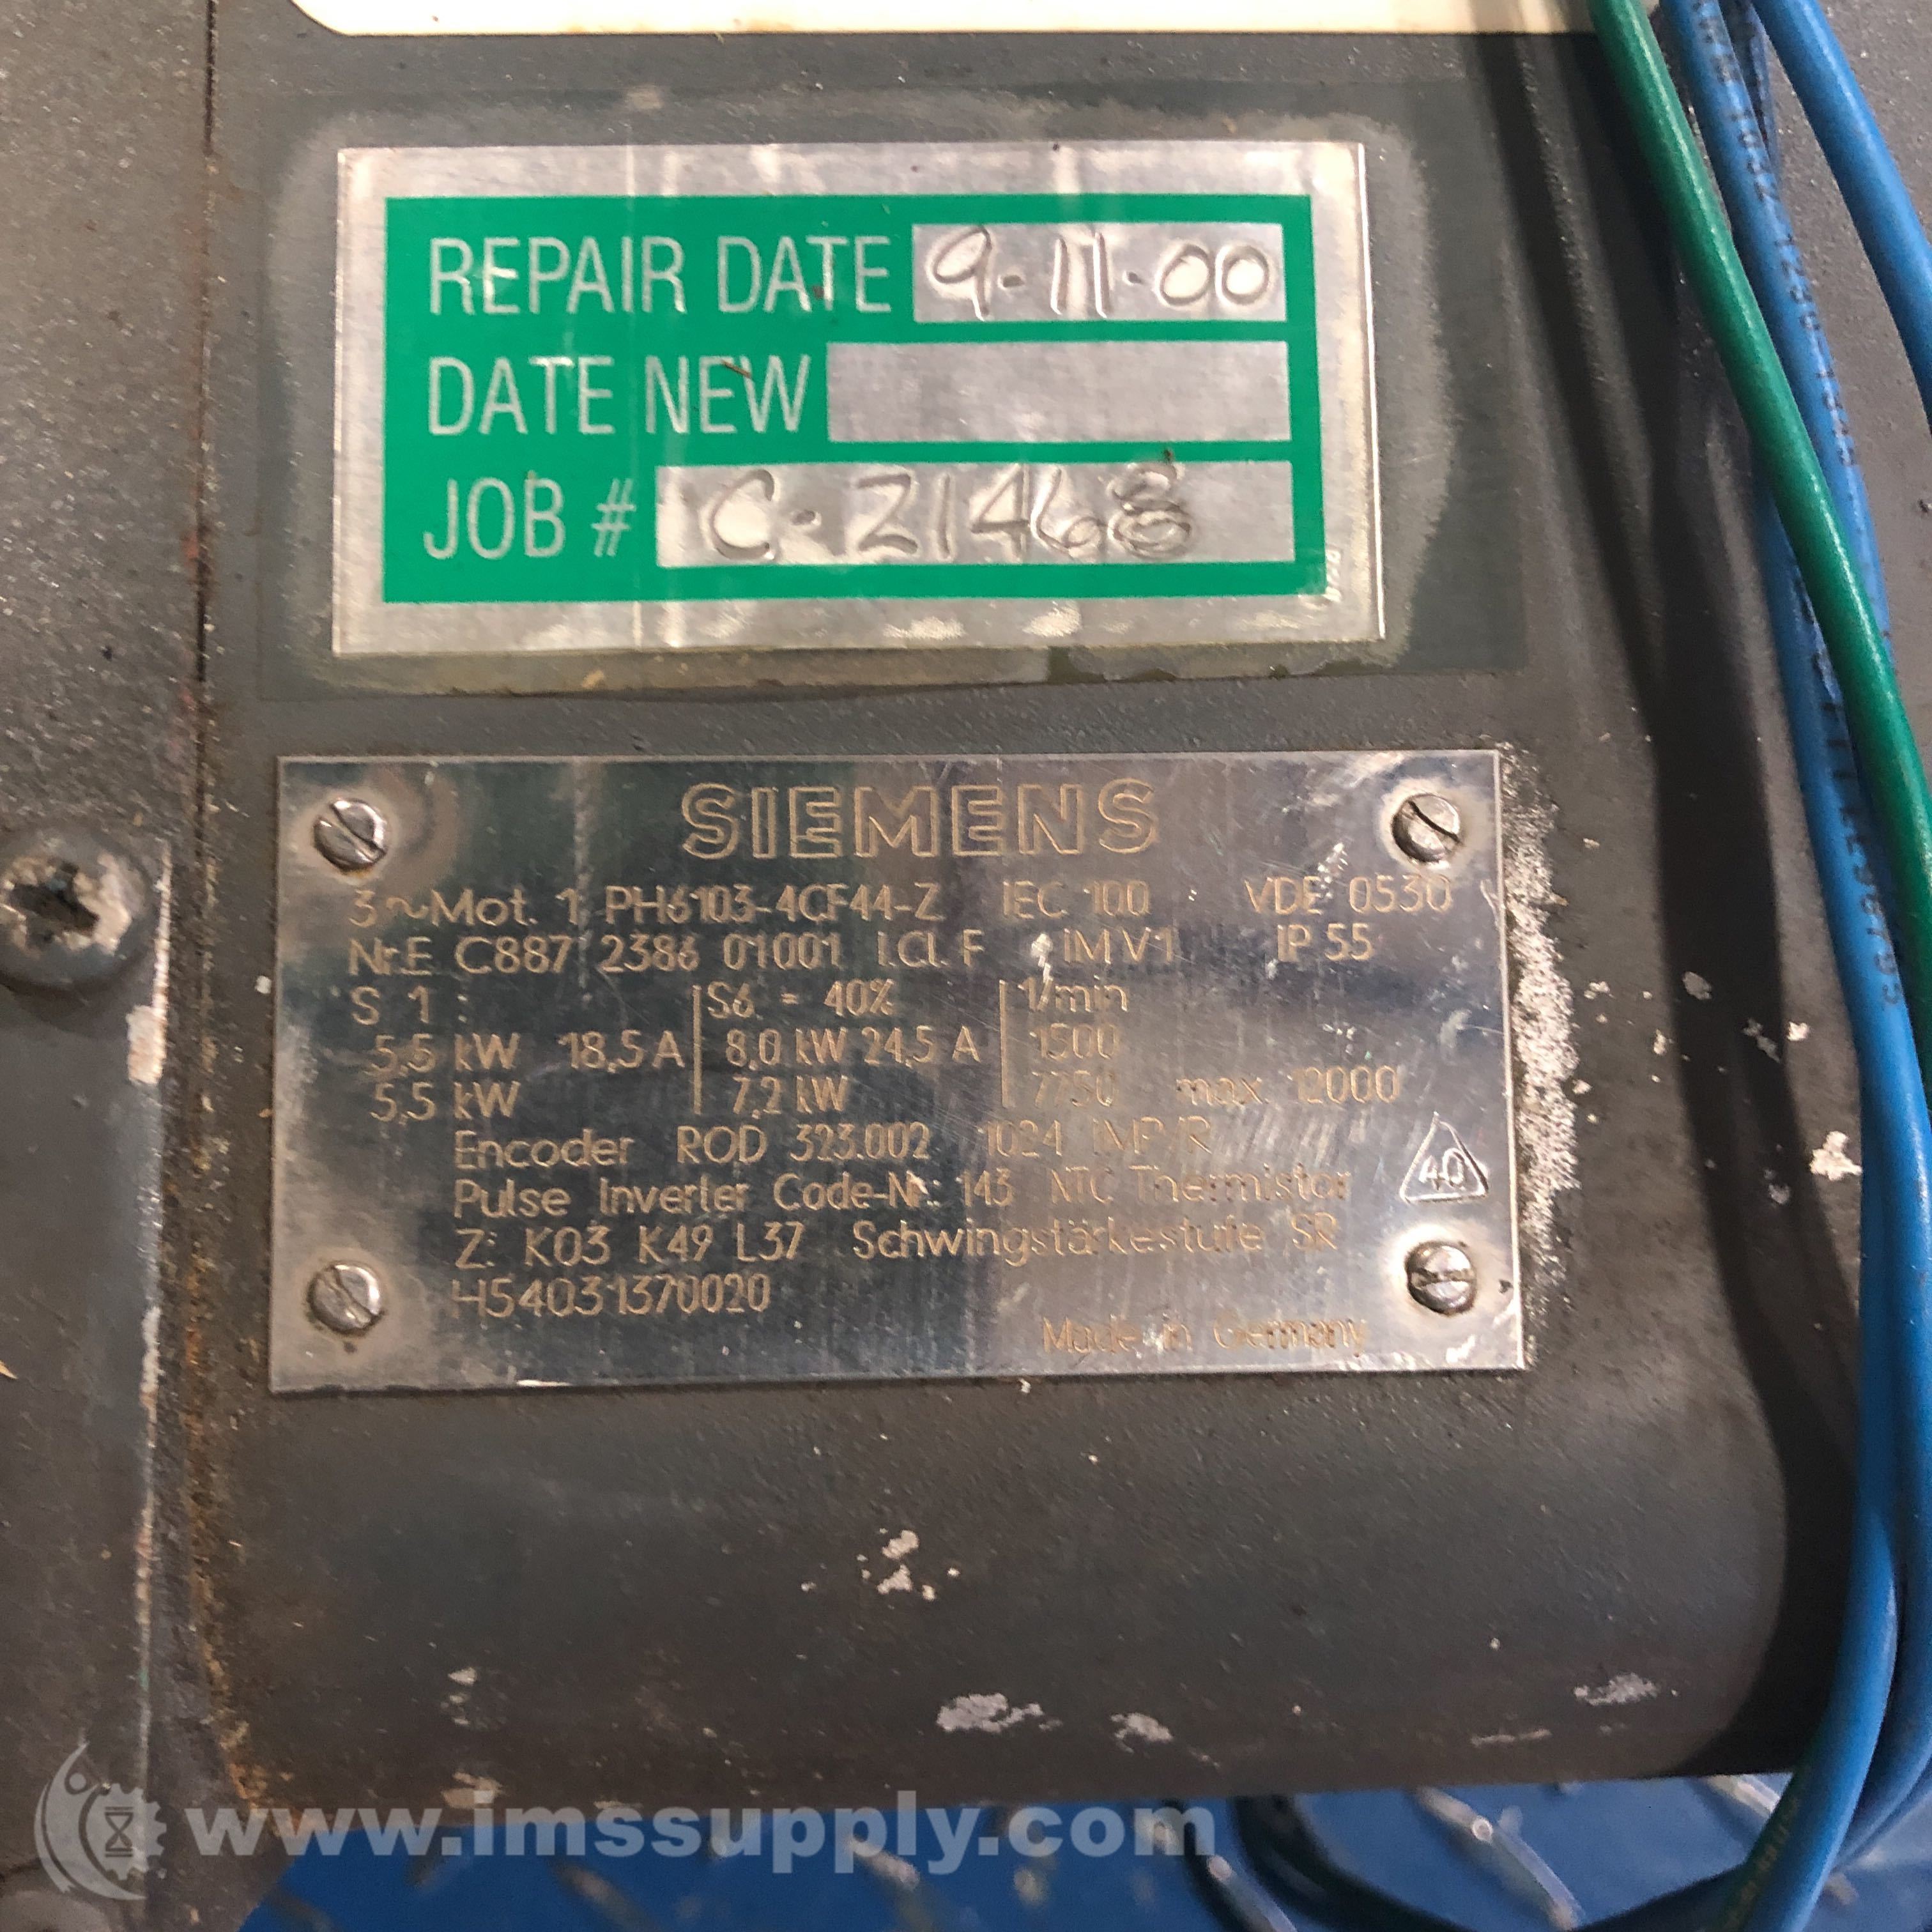 REPAIR DATE 9-11-00
DATE NEW
JOB # C-21468
SIEMENS
3~Mot. 1 PH6103-4CF44-Z IEC 100 VDE 0530
Nr.E C887 2386 01001 I.Cl. F IM V1 IP 55
S 1 : S6 - 40% 1/min
5,5 kW 18,5 A 8,0 kW 24,5 A 1500
5,5 kW 7,2 kW 7750 max. 12000
Encoder ROD 323.002 1024 IMP/R
Pulse Inverter Code-Nr.: 143 NTC Thermistor
40
Z: K03 K49 L37 Schwingstärkestufe SR
H54031370020
Made in Germany
www.imssupply.com